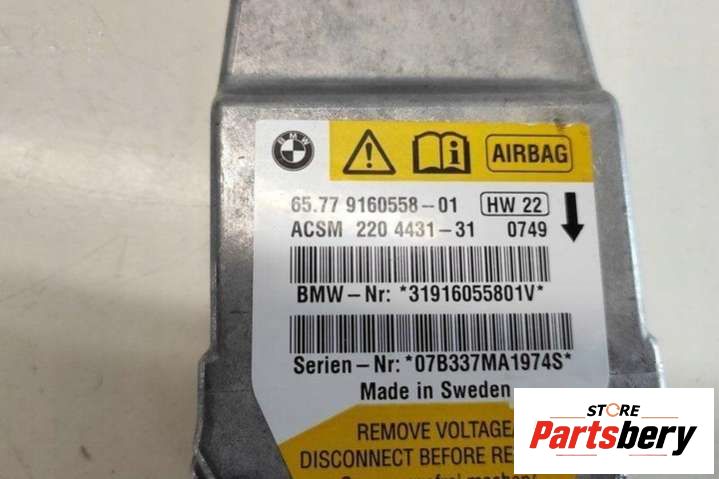 BMW
AIRBAG
65.77 9160558-01 HW 22
ACSM 220 4431-31 0749
BMW-Nr: *31916055801V*
Serien-Nr: *07B337MA1974S*
Made in Sweden
REMOVE VOLTAGE
DISCONNECT BEFORE
STORE
Partsbery